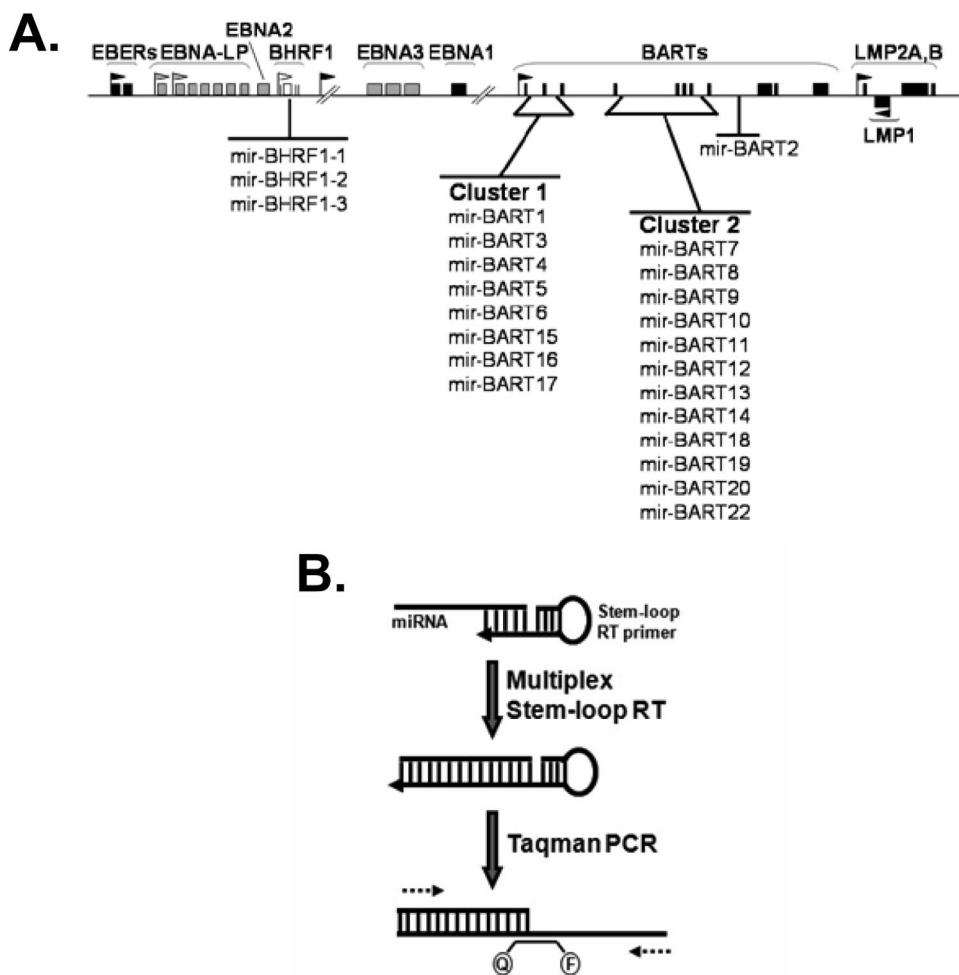 A.
EBERs EBNA-LP EBNA2 BHRF1 EBNA3 EBNA1 BARTs LMP2A,B
LMP1
mir-BHRF1-1
mir-BHRF1-2
mir-BHRF1-3
Cluster 1
mir-BART1
mir-BART3
mir-BART4
mir-BART5
mir-BART6
mir-BART15
mir-BART16
mir-BART17
Cluster 2
mir-BART7
mir-BART8
mir-BART9
mir-BART10
mir-BART11
mir-BART12
mir-BART13
mir-BART14
mir-BART18
mir-BART19
mir-BART20
mir-BART22
mir-BART2
B.
miRNA
Stem-loop
RT primer
Multiplex
Stem-loop RT
Taqman PCR
Q F